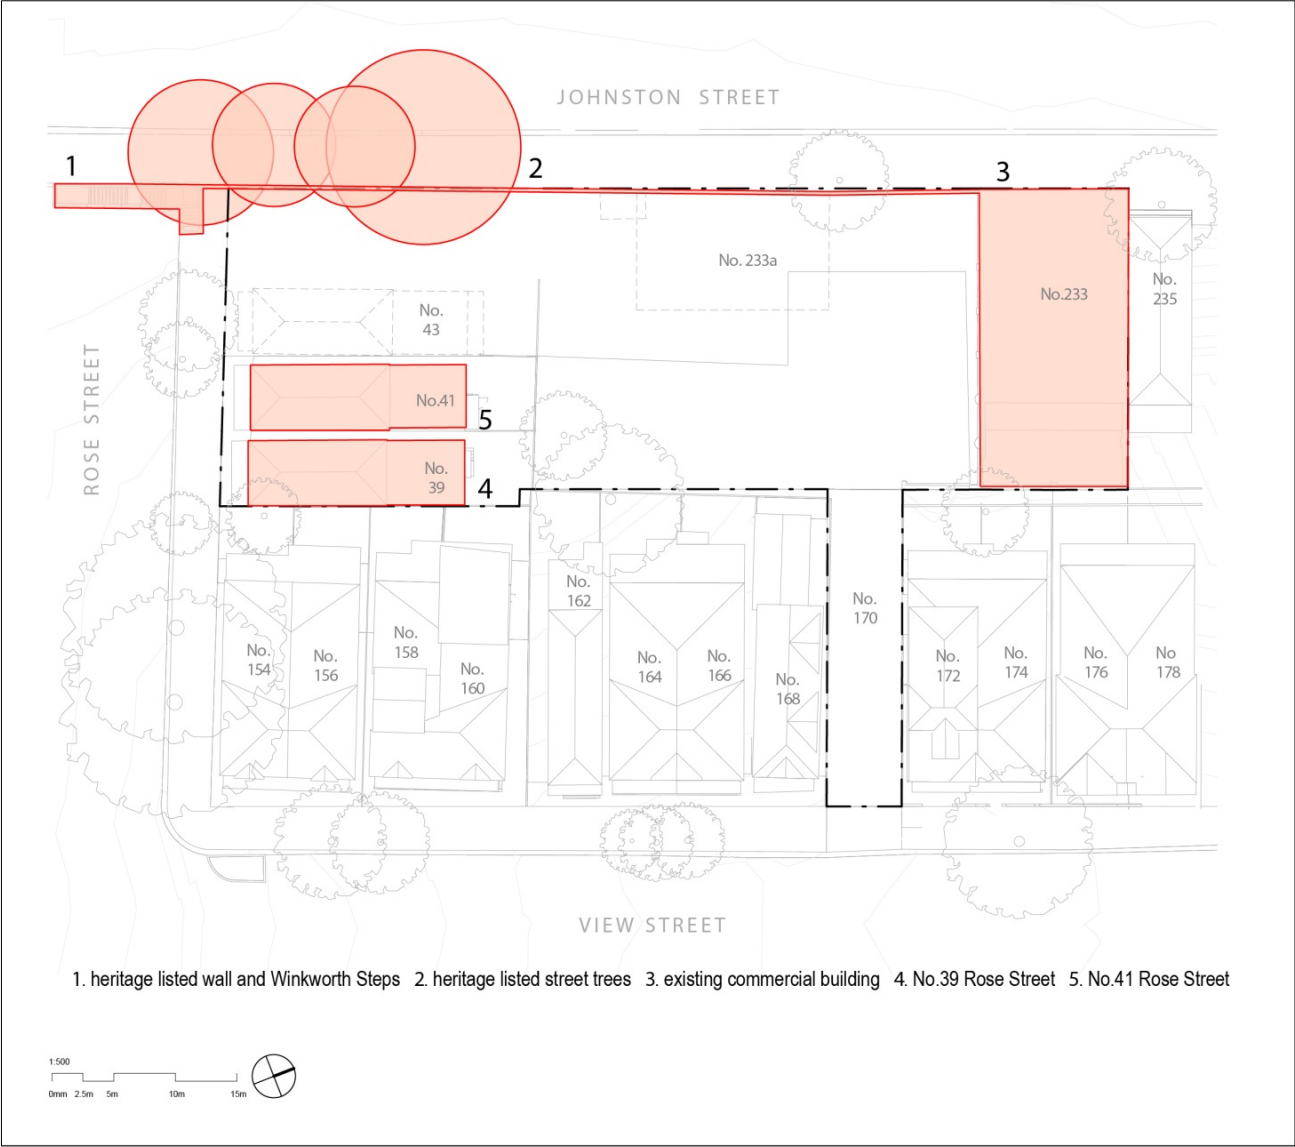 JOHNSTON STREET
1
2
3
No. 233a
No.233
No.
235
No.
43
ROSE STREET
No.41
5
No.
39
4
No.
154
No.
156
No.
158
No.
160
No.
162
No.
164
No.
166
No.
168
No.
170
No.
172
No.
174
No.
176
No
178
VIEW STREET
1. heritage listed wall and Winkworth Steps 2. heritage listed street trees 3. existing commercial building 4. No.39 Rose Street 5. No.41 Rose Street
1:500
0mm 2.5m 5m 10m 15m